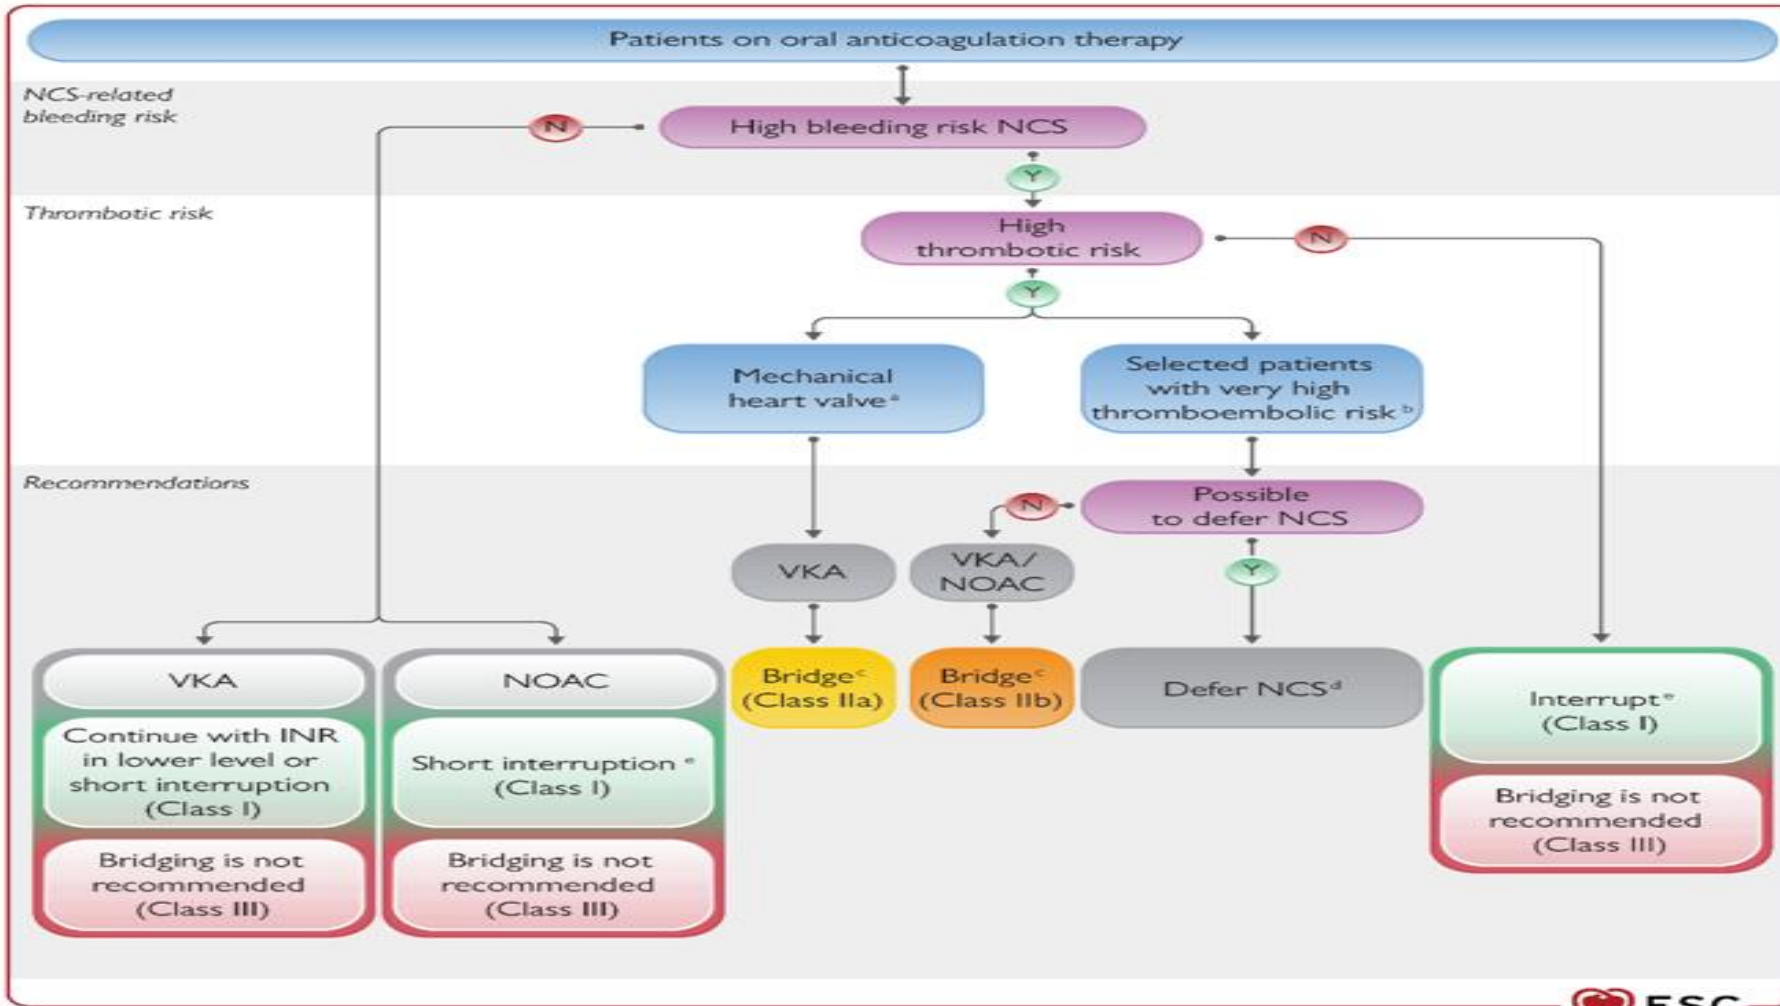 Patients on oral anticoagulation therapy
NCS-related
bleeding risk
N
High bleeding risk NCS
Y
Thrombotic risk
High
thrombotic risk
N
Y
Mechanical
heart valve a
Selected patients
with very high
thromboembolic risk b
Recommendations
Possible
to defer NCS
N
VKA
VKA/
NOAC
Y
VKA
Continue with INR
in lower level or
short interruption
(Class I)
Bridging is not
recommended
(Class III)
NOAC
Short interruption e
(Class I)
Bridging is not
recommended
(Class III)
Bridge c
(Class IIa)
Bridge c
(Class IIb)
Defer NCS d
Interrupt e
(Class I)
Bridging is not
recommended
(Class III)
ESC